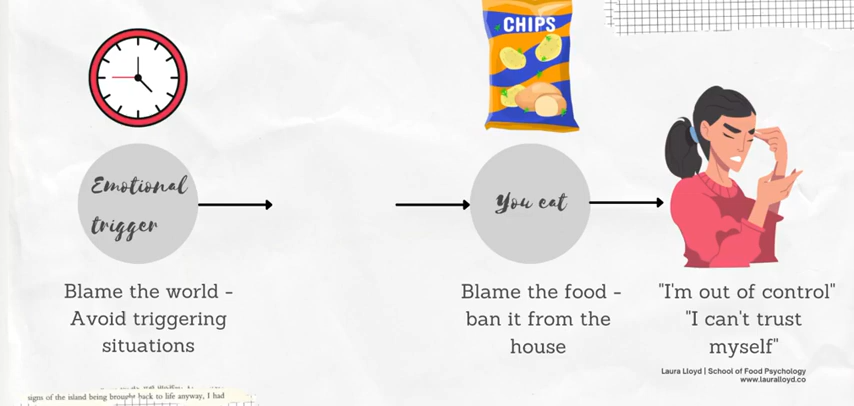 CHIPS
Emotional
trigger
You eat
Blame the world -
Avoid triggering
situations
Blame the food -
ban it from the
house
"I'm out of control"
"I can't trust
myself"
Laura Lloyd | School of Food Psychology
www.lauralloyd.co
signs of the island being brought back to life anyway, I had